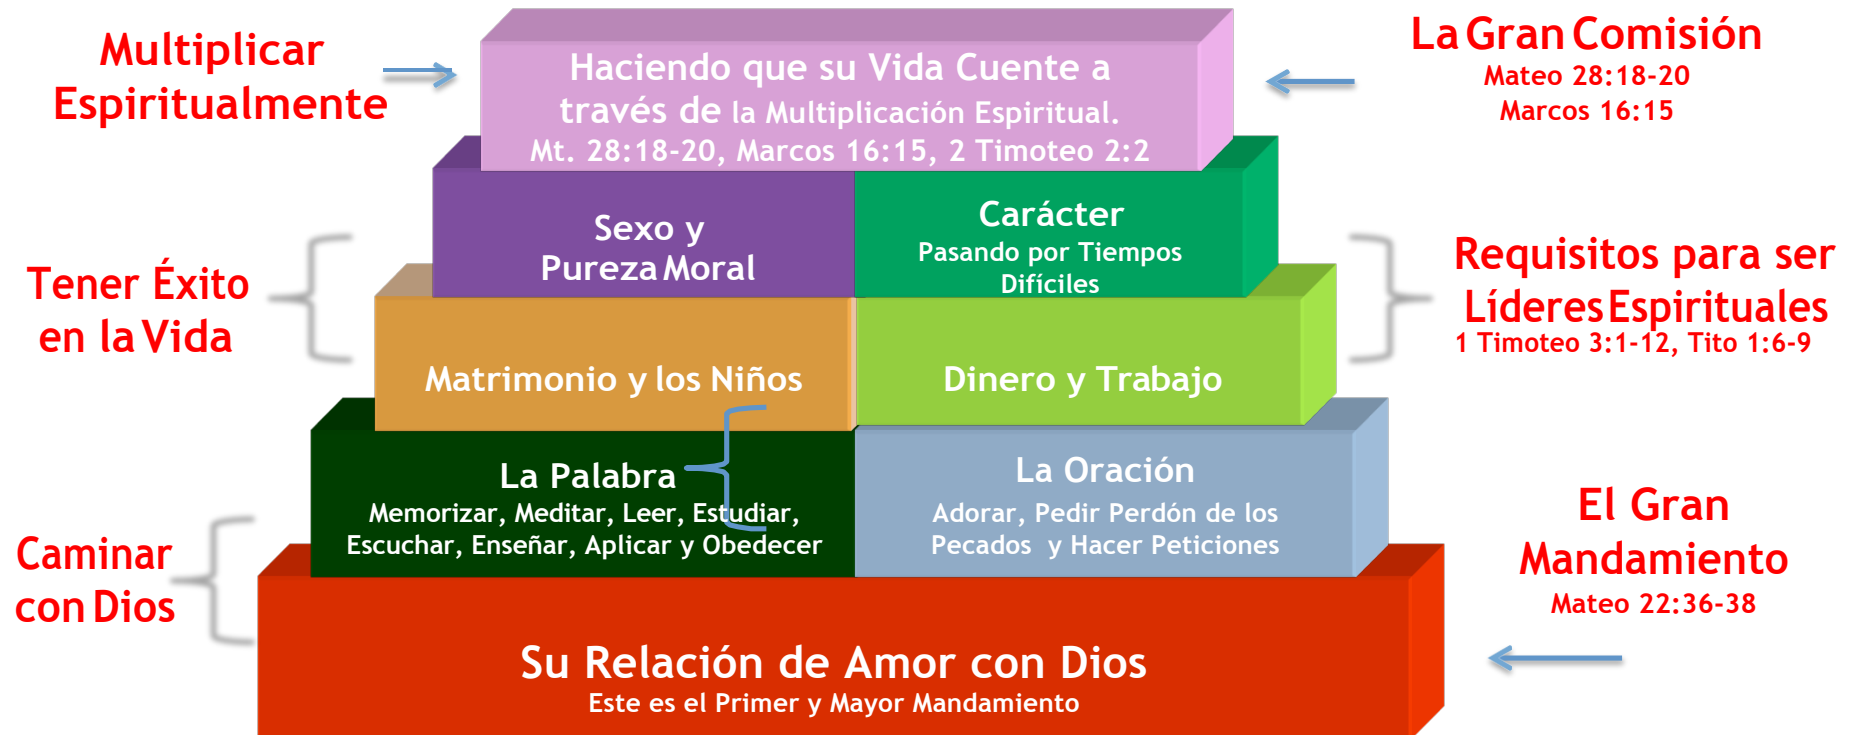 Multiplicar
Espiritualmente
Haciendo que su Vida Cuente a
través de la Multiplicación Espiritual.
Mt. 28:18-20, Marcos 16:15, 2 Timoteo 2:2
La Gran Comisión
Mateo 28:18-20
Marcos 16:15
Tener Éxito
en la Vida
Sexo y
Pureza Moral
Carácter
Pasando por Tiempos
Difíciles
Requisitos para ser
Líderes Espirituales
1 Timoteo 3:1-12, Tito 1:6-9
Matrimonio y los Niños
Dinero y Trabajo
La Palabra
Memorizar, Meditar, Leer, Estudiar,
Escuchar, Enseñar, Aplicar y Obedecer
La Oración
Adorar, Pedir Perdón de los
Pecados y Hacer Peticiones
Caminar
con Dios
El Gran
Mandamiento
Mateo 22:36-38
Su Relación de Amor con Dios
Este es el Primer y Mayor Mandamiento